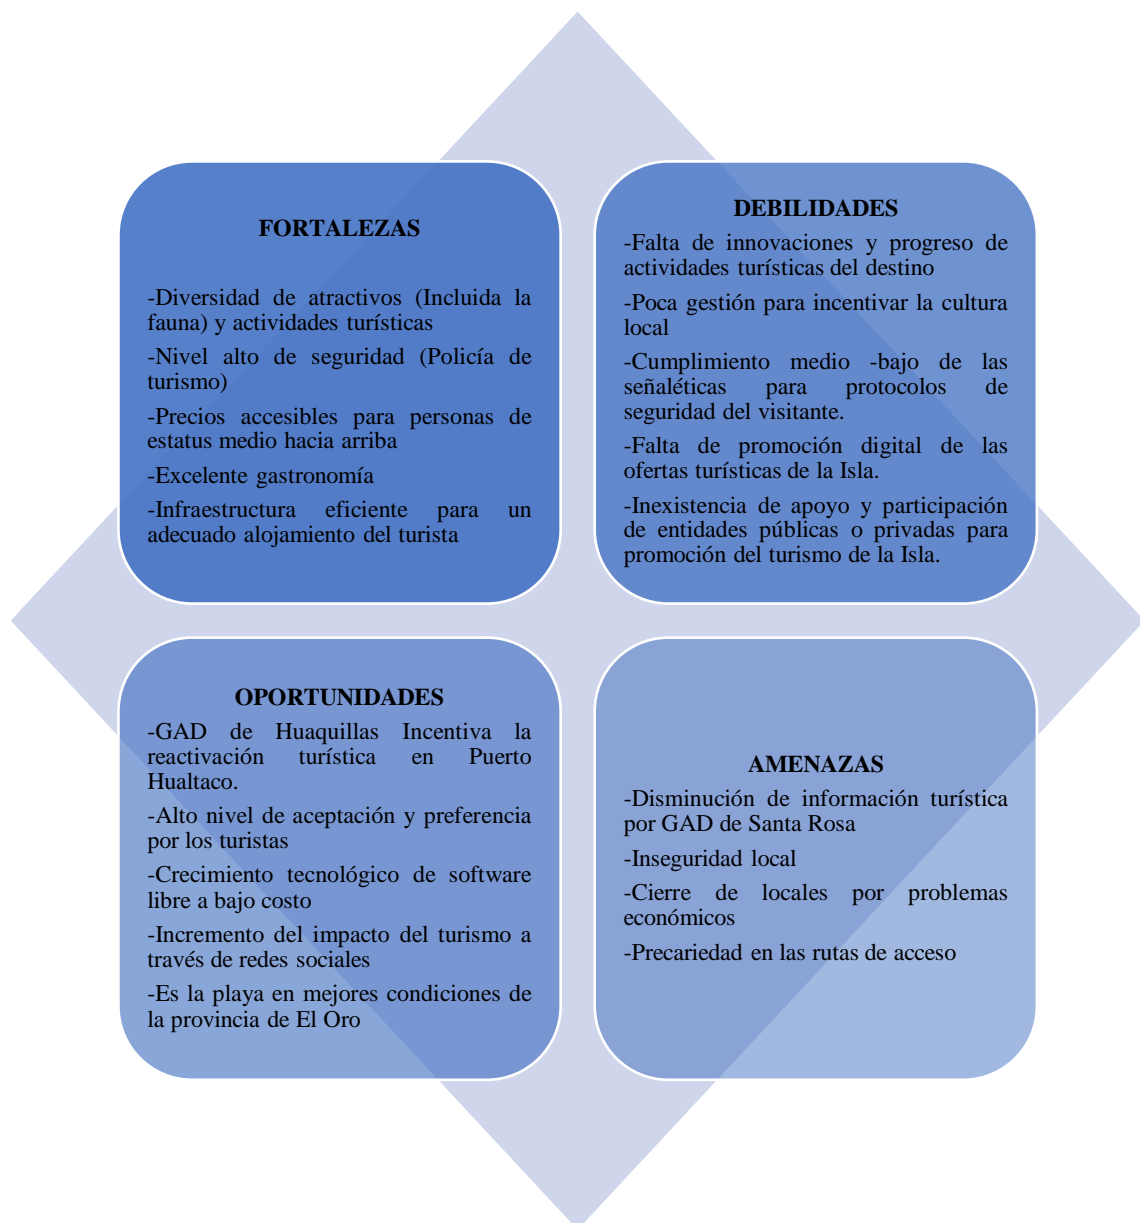 FORTALEZAS
-Diversidad de atractivos (Incluida la
fauna) y actividades turísticas
-Nivel alto de seguridad (Policía de
turismo)
-Precios accesibles para personas de
estatus medio hacia arriba
-Excelente gastronomía
-Infraestructura eficiente para un
adecuado alojamiento del turista
DEBILIDADES
-Falta de innovaciones y progreso de
actividades turísticas del destino
-Poca gestión para incentivar la cultura
local
-Cumplimiento medio -bajo de las
señaléticas para protocolos de
seguridad del visitante.
-Falta de promoción digital de las
ofertas turísticas de la Isla.
-Inexistencia de apoyo y participación
de entidades públicas o privadas para
promoción del turismo de la Isla.
OPORTUNIDADES
-GAD de Huaquillas Incentiva la
reactivación turística en Puerto
Hualtaco.
-Alto nivel de aceptación y preferencia
por los turistas
-Crecimiento tecnológico de software
libre a bajo costo
-Incremento del impacto del turismo a
través de redes sociales
-Es la playa en mejores condiciones de
la provincia de El Oro
AMENAZAS
-Disminución de información turística
por GAD de Santa Rosa
-Inseguridad local
-Cierre de locales por problemas
económicos
-Precariedad en las rutas de acceso